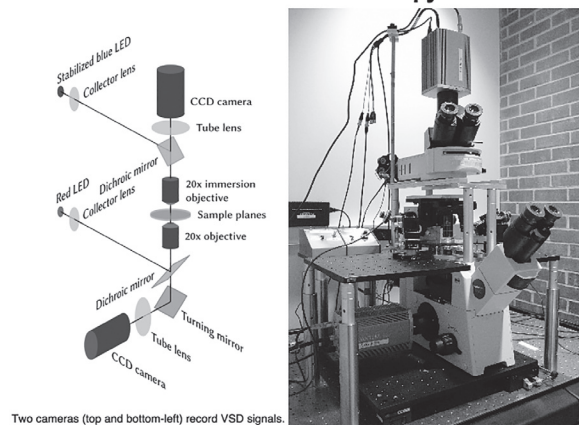 Stabilized blue LED
Collector lens
CCD camera
Tube lens
Dichroic mirror
20x immersion
objective
Red LED
Collector lens
Sample planes
20x objective
Dichroic mirror
Turning mirror
Tube lens
CCD camera
Two cameras (top and bottom-left) record VSD signals.